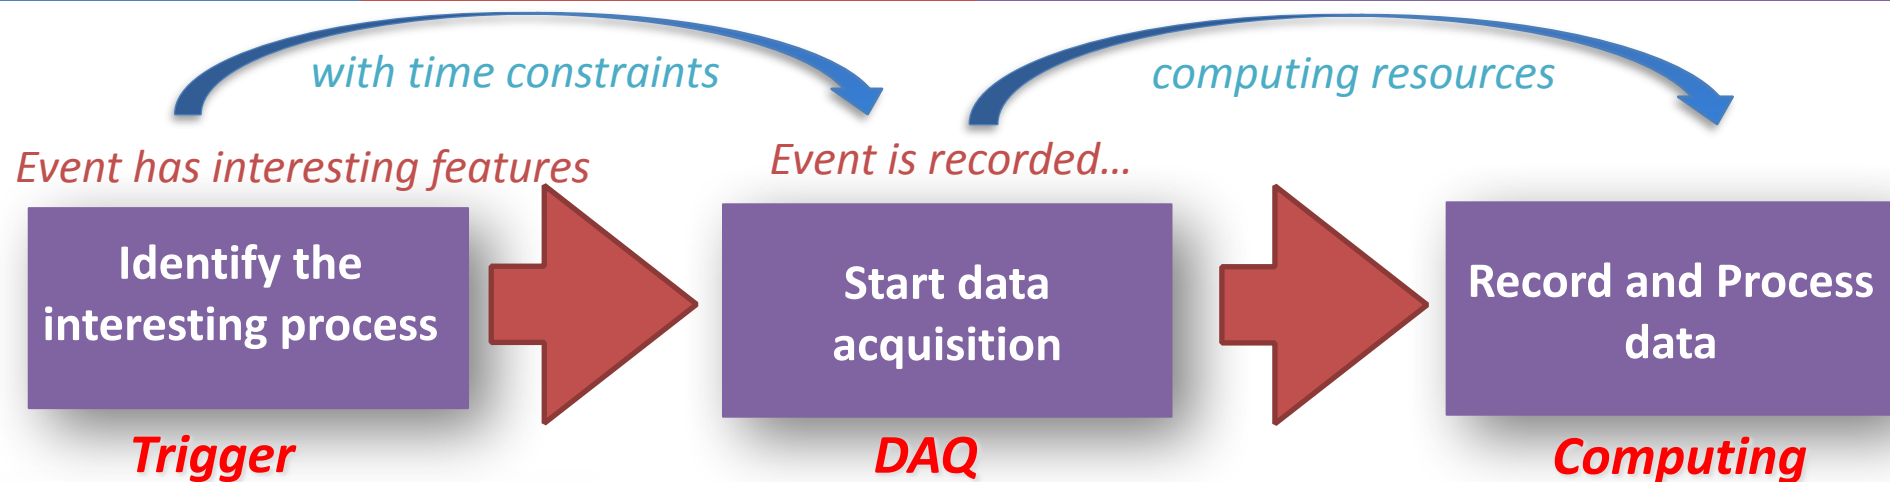 with time constraints
computing resources
Event has interesting features
Event is recorded...
Identify the
interesting process
Start data
acquisition
Record and Process
data
Trigger
DAQ
Computing